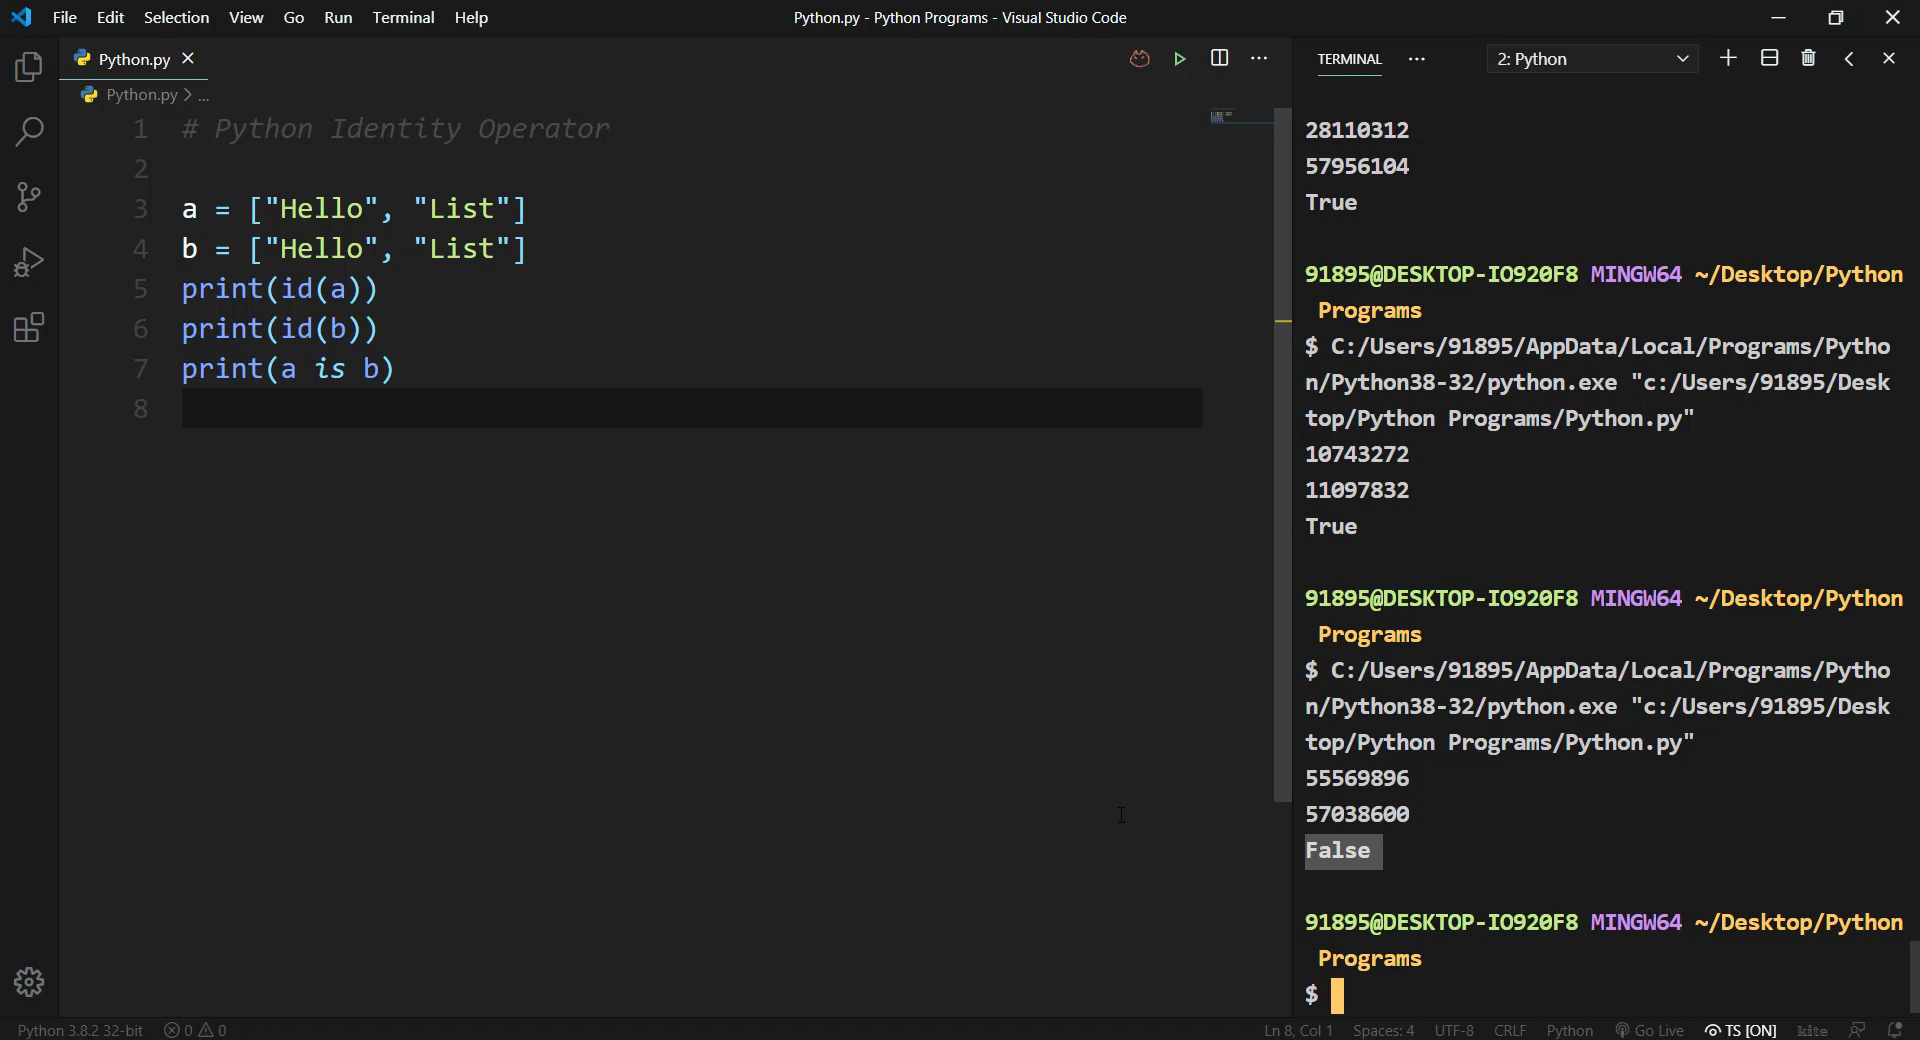 File Edit Selection View Go Run Terminal Help
Python.py - Python Programs - Visual Studio Code
Python.py
Python.py > ...
1 # Python Identity Operator
2
3 a = ["Hello", "List"]
4 b = ["Hello", "List"]
5 print(id(a))
6 print(id(b))
7 print(a is b)
8
TERMINAL
2: Python
28110312
57956104
True
91895@DESKTOP-IO920F8 MINGW64 ~/Desktop/Python
Programs
$ C:/Users/91895/AppData/Local/Programs/Pytho
n/Python38-32/python.exe "c:/Users/91895/Desk
top/Python Programs/Python.py"
10743272
11097832
True
91895@DESKTOP-IO920F8 MINGW64 ~/Desktop/Python
Programs
$ C:/Users/91895/AppData/Local/Programs/Pytho
n/Python38-32/python.exe "c:/Users/91895/Desk
top/Python Programs/Python.py"
55569896
57038600
False
91895@DESKTOP-IO920F8 MINGW64 ~/Desktop/Python
Programs
$
Python 3.8.2 32-bit 0 0 Ln 8, Col 1 Spaces: 4 UTF-8 CRLF Python Go Live TS [ON] kite